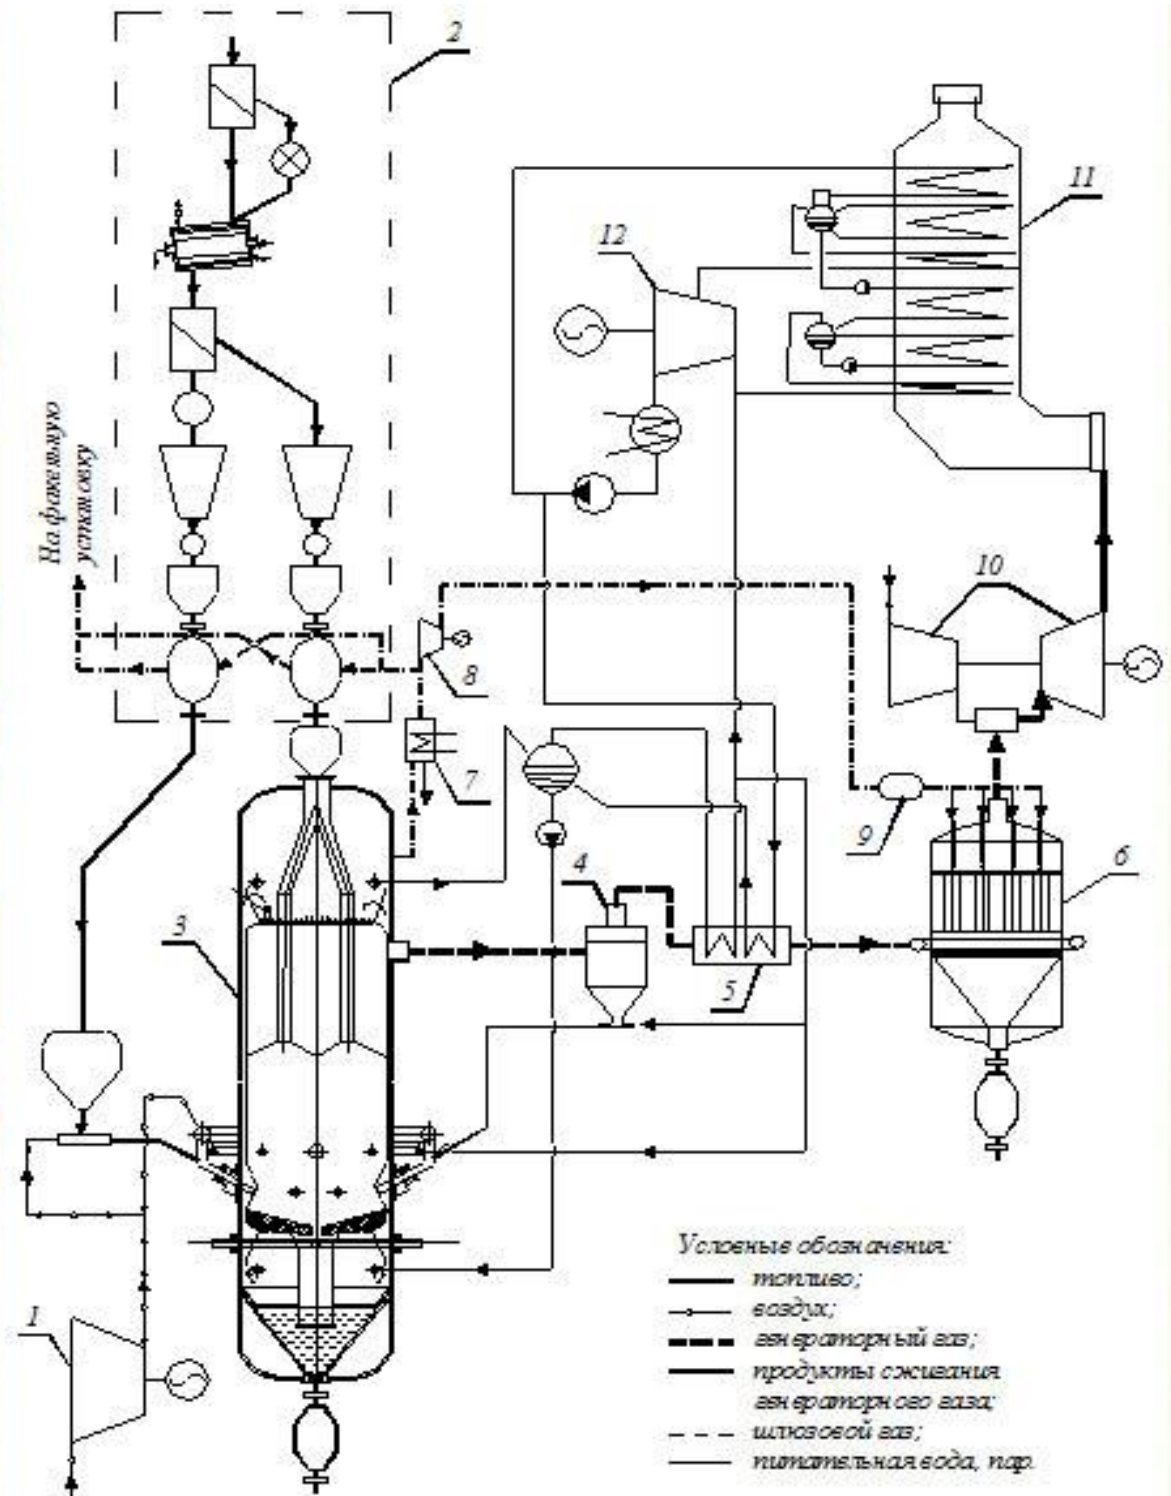 2
11
12
На факельную
установку
10
8
7
9
6
4
3
5
1
Условные обозначения:
топливо;
воздух;
генераторный газ;
продукты сжигания
генераторного газа;
шлюзовой газ;
питательная вода, пар.